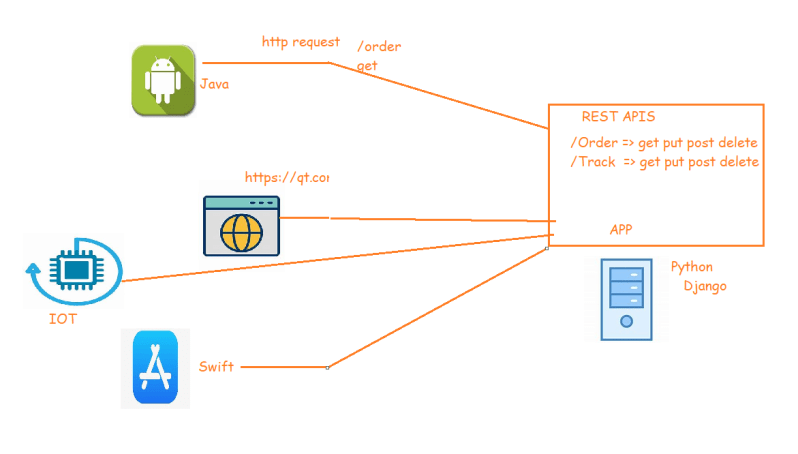 http request
/order
get
Java
REST APIS
/Order => get put post delete
/Track => get put post delete
https://qt.cor
APP
Python
Django
IOT
Swift